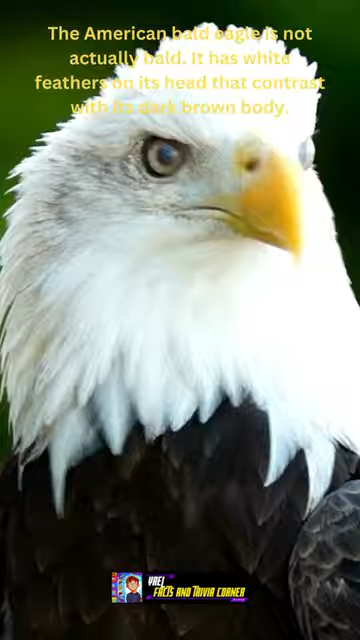 The American bald eagle is not
actually bald. It has white
feathers on its head that contrast
with its dark brown body.
YAEL
FACTS AND TRIVIA CORNER